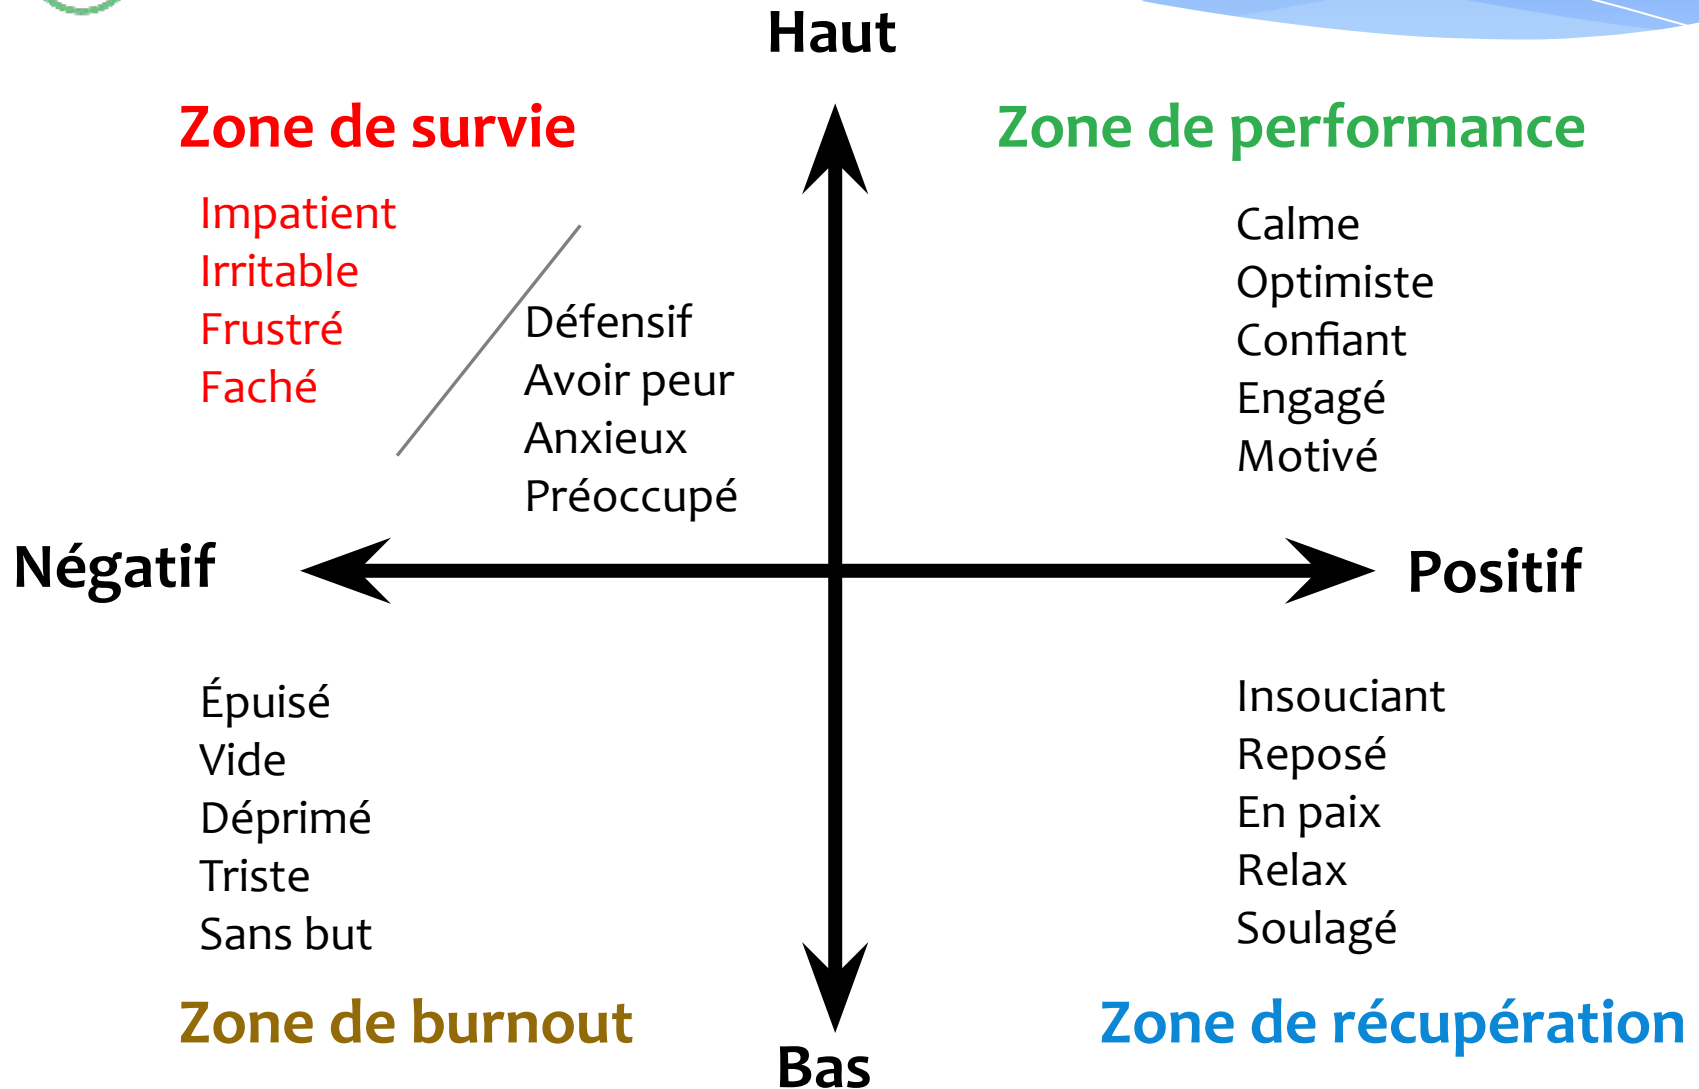 Haut
Zone de survie
Zone de performance
Impatient
Irritable
Frustré
Faché
Défensif
Avoir peur
Anxieux
Préoccupé
Calme
Optimiste
Confiant
Engagé
Motivé
Négatif
Positif
Épuisé
Vide
Déprimé
Triste
Sans but
Insouciant
Reposé
En paix
Relax
Soulagé
Zone de burnout
Zone de récupération
Bas